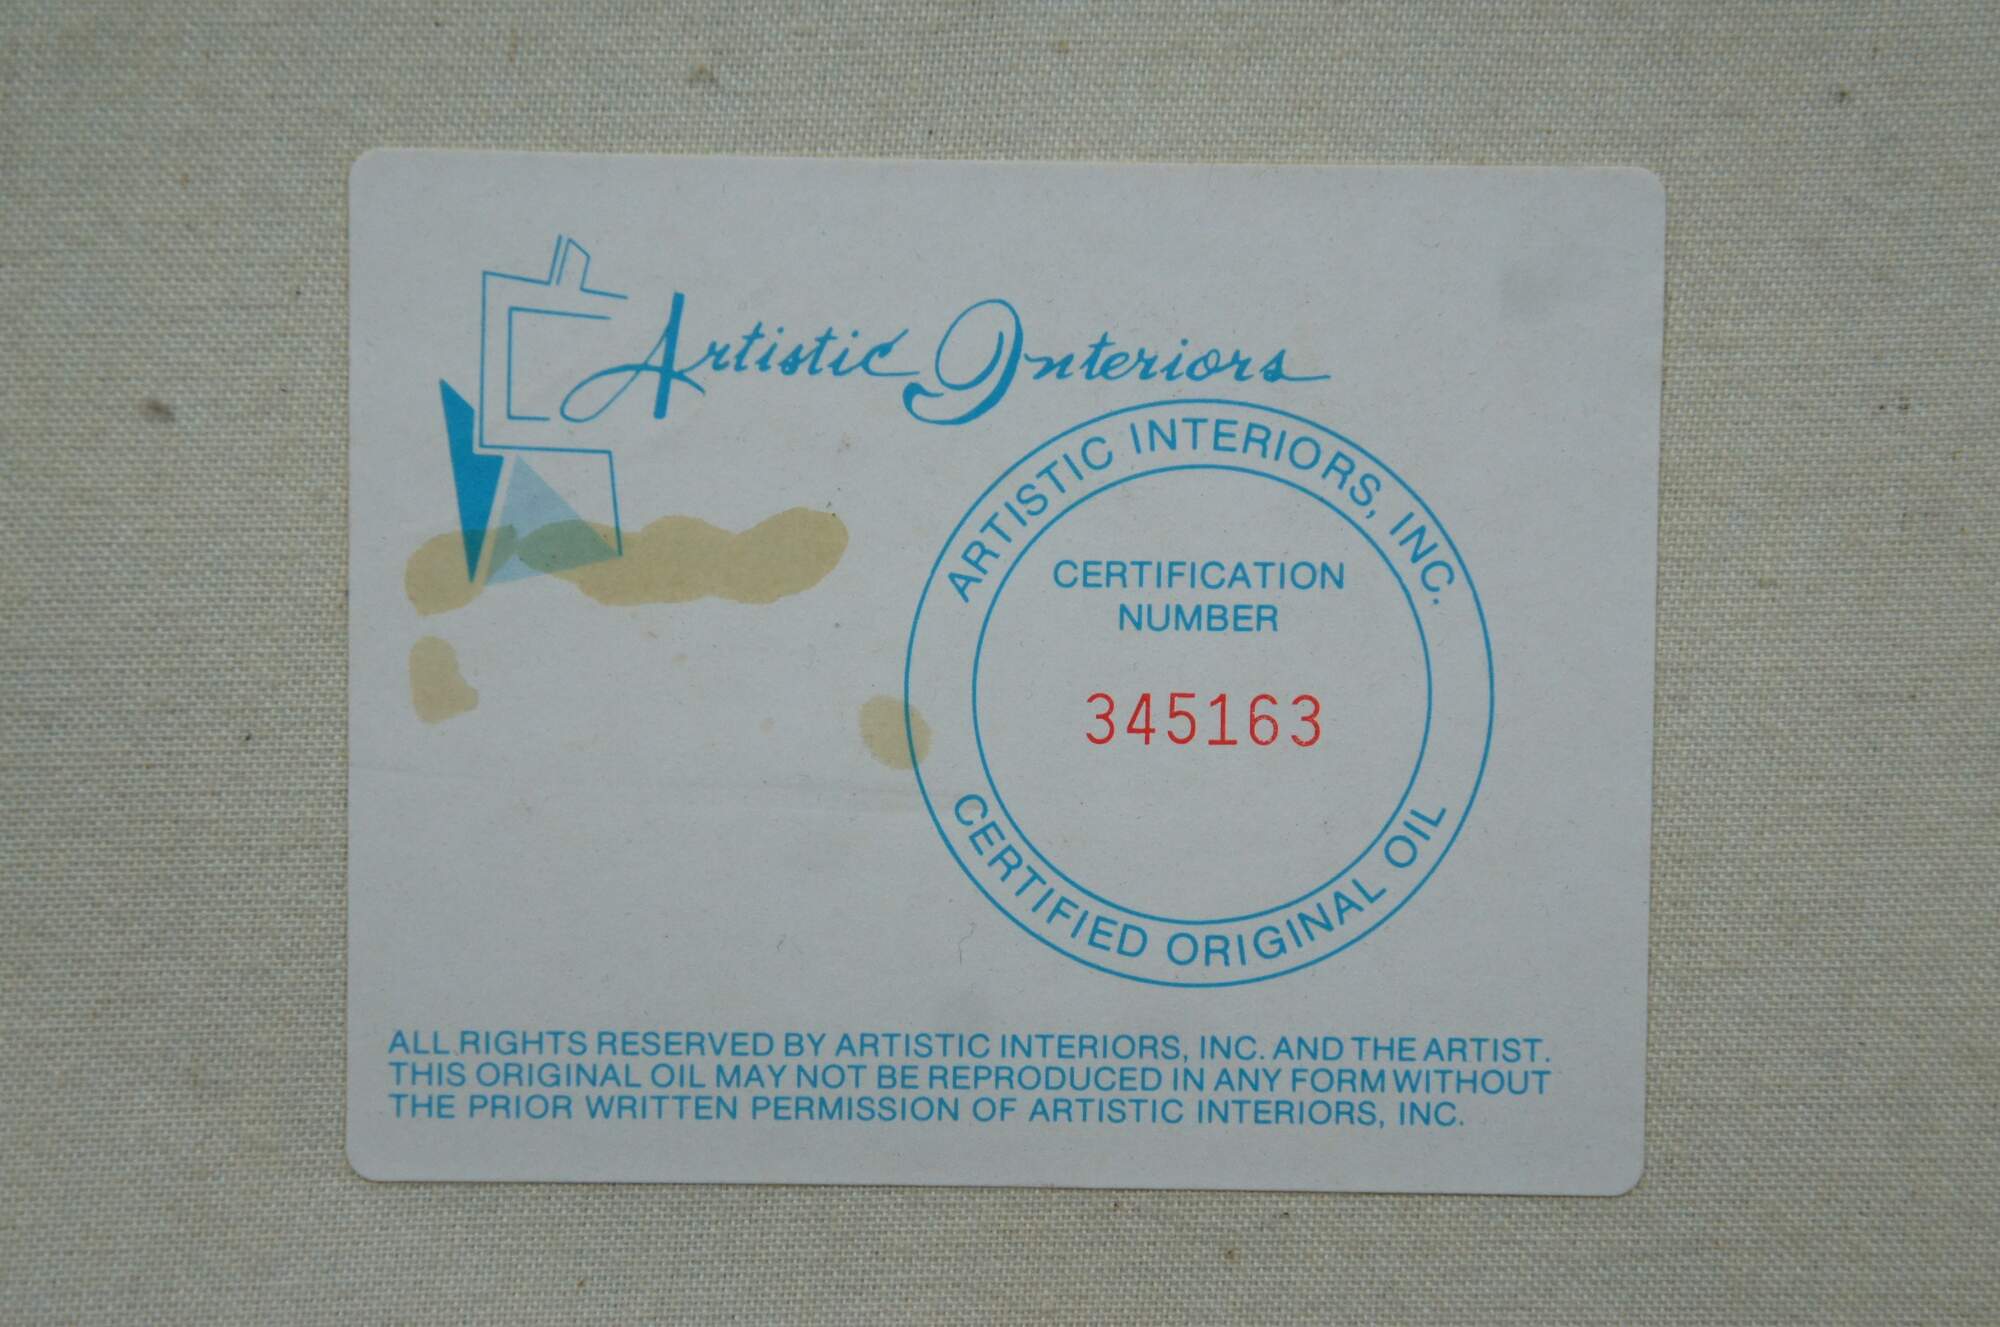 Artistic Interiors
ARTISTIC INTERIORS, INC.
CERTIFICATION
NUMBER
345163
CERTIFIED ORIGINAL OIL
ALL RIGHTS RESERVED BY ARTISTIC INTERIORS, INC. AND THE ARTIST.
THIS ORIGINAL OIL MAY NOT BE REPRODUCED IN ANY FORM WITHOUT
THE PRIOR WRITTEN PERMISSION OF ARTISTIC INTERIORS, INC.